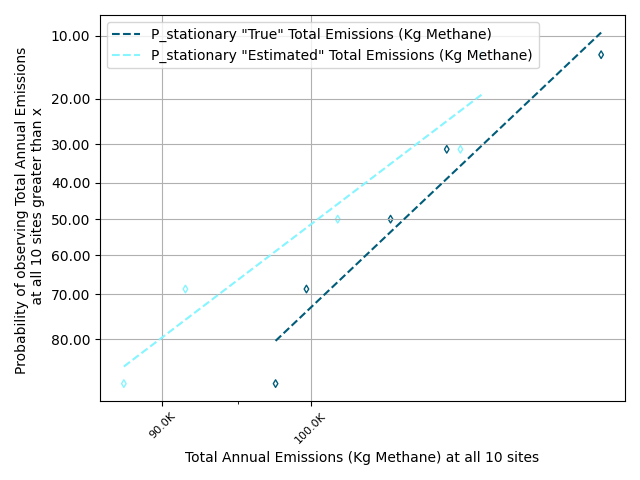 P_stationary "True" Total Emissions (Kg Methane)
P_stationary "Estimated" Total Emissions (Kg Methane)
Probability of observing Total Annual Emissions
at all 10 sites greater than x
10.00
20.00
30.00
40.00
50.00
60.00
70.00
80.00
90.0K
100.0K
Total Annual Emissions (Kg Methane) at all 10 sites